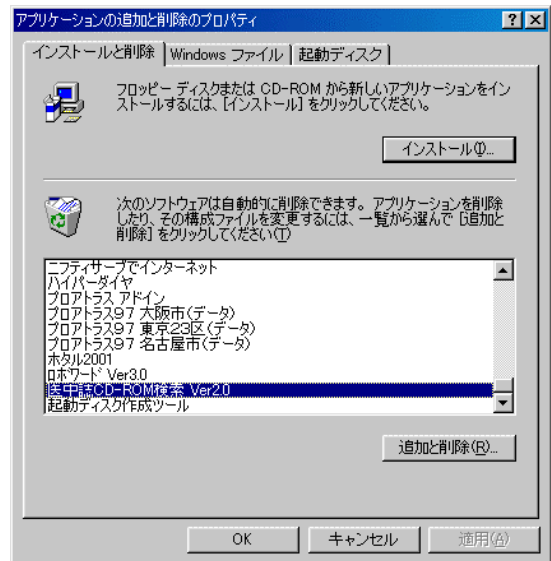 アプリケーションの追加と削除のプロパティ
インストールと削除 Windows ファイル 起動ディスク
フロッピー ディスクまたは CD-ROM から新しいアプリケーションをイン
ストールするには、[インストール] をクリックしてください。
インストール(I)...
次のソフトウェアは自動的に削除できます。アプリケーションを削除
したり、その構成ファイルを変更するには、一覧から選んで [追加と
削除] をクリックしてください(T)
ニフティサーブでインターネット
ハイパーダイヤ
プロアトラス アドイン
プロアトラス97 大阪市(データ)
プロアトラス97 東京23区(データ)
プロアトラス97 名古屋市(データ)
ホタル2001
ロボワード Ver3.0
医中誌CD-ROM検索 Ver2.0
起動ディスク作成ツール
追加と削除(R)...
OK キャンセル 適用(A)